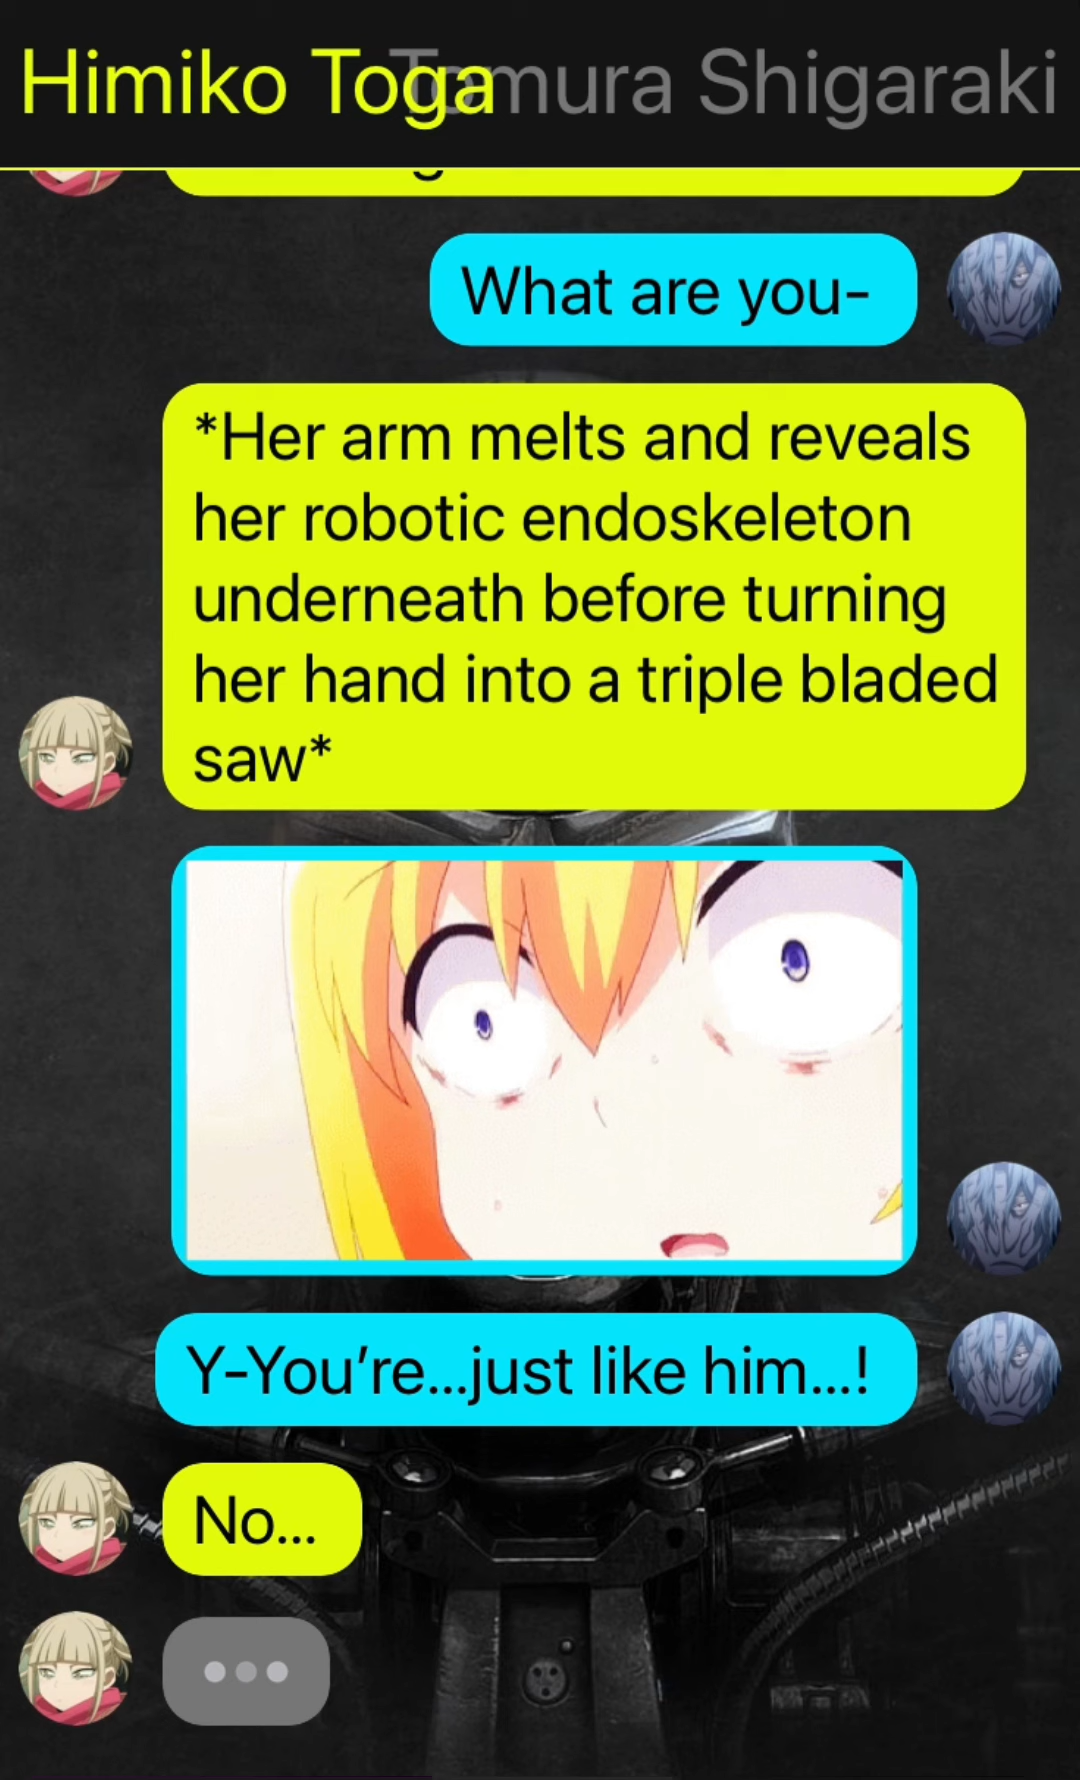 Himiko Toga
Tomura Shigaraki
What are you-
*Her arm melts and reveals
her robotic endoskeleton
underneath before turning
her hand into a triple bladed
saw*
Y-You’re...just like him...!
No...